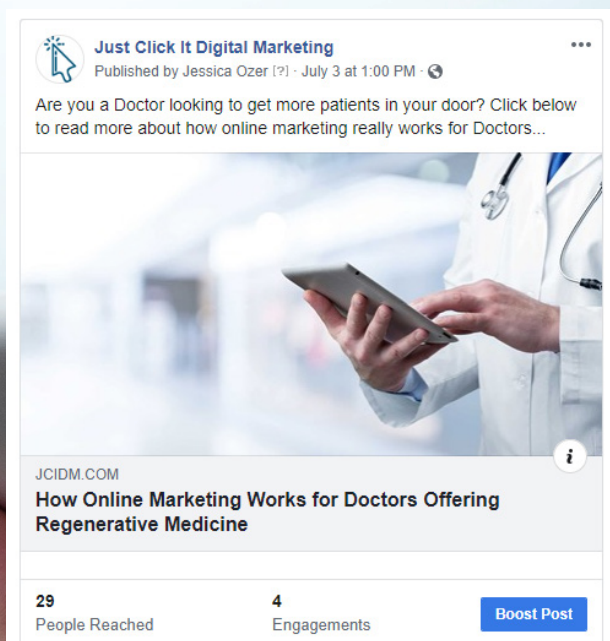 Just Click It Digital Marketing
Published by Jessica Ozer [?] · July 3 at 1:00 PM ·
Are you a Doctor looking to get more patients in your door? Click below
to read more about how online marketing really works for Doctors...
i
JCIDM.COM
How Online Marketing Works for Doctors Offering
Regenerative Medicine
29 4
People Reached Engagements
Boost Post